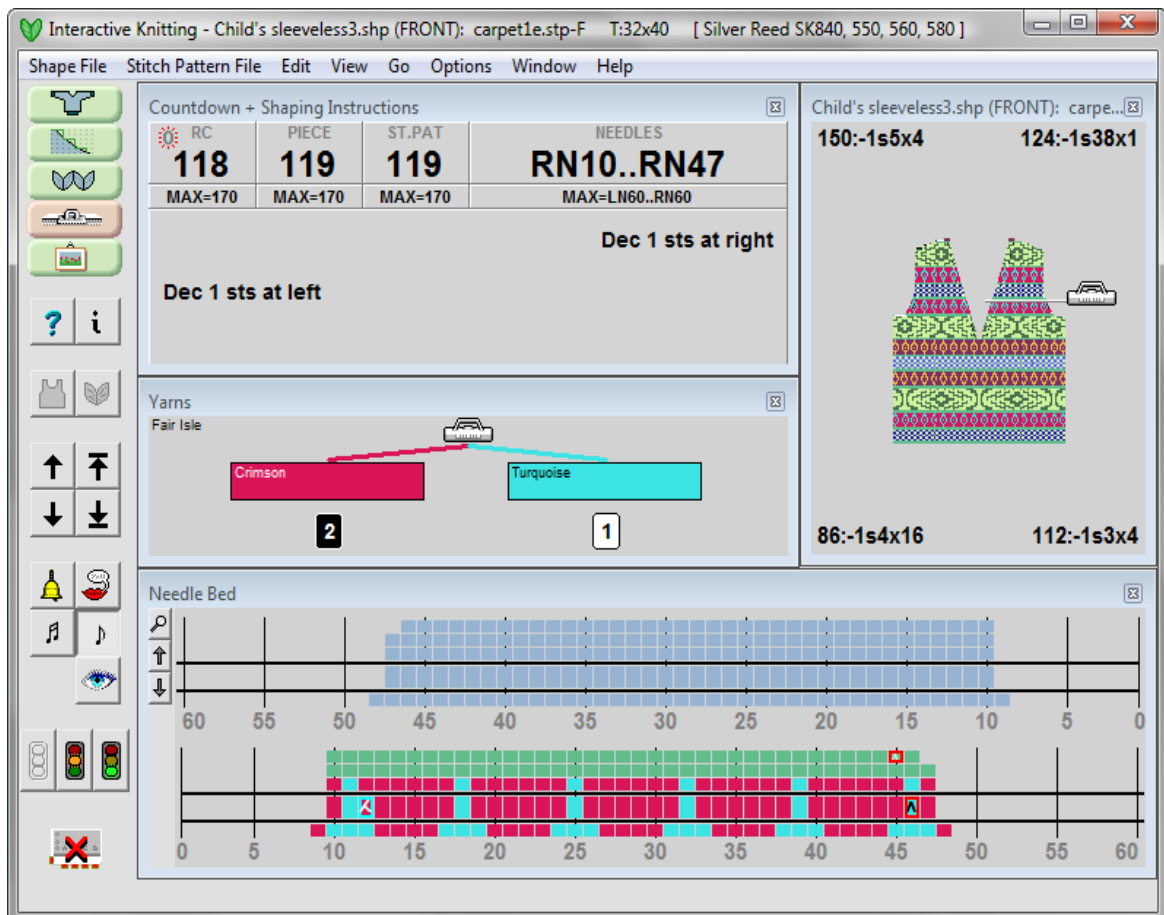 Interactive Knitting - Child's sleeveless3.shp (FRONT): carpet1e.stp-F T:32x40 [ Silver Reed SK840, 550, 560, 580 ]
Shape File Stitch Pattern File Edit View Go Options Window Help
Countdown + Shaping Instructions
RC PIECE ST.PAT NEEDLES
118 119 119 RN10..RN47
MAX=170 MAX=170 MAX=170 MAX=LN60..RN60
Dec 1 sts at right
Dec 1 sts at left
Child's sleeveless3.shp (FRONT): carpe...
150:-1s5x4 124:-1s38x1
86:-1s4x16 112:-1s3x4
Yarns
Fair Isle
Crimson Turquoise
2 1
Needle Bed
60 55 50 45 40 35 30 25 20 15 10 5 0
0 5 10 15 20 25 30 35 40 45 50 55 60